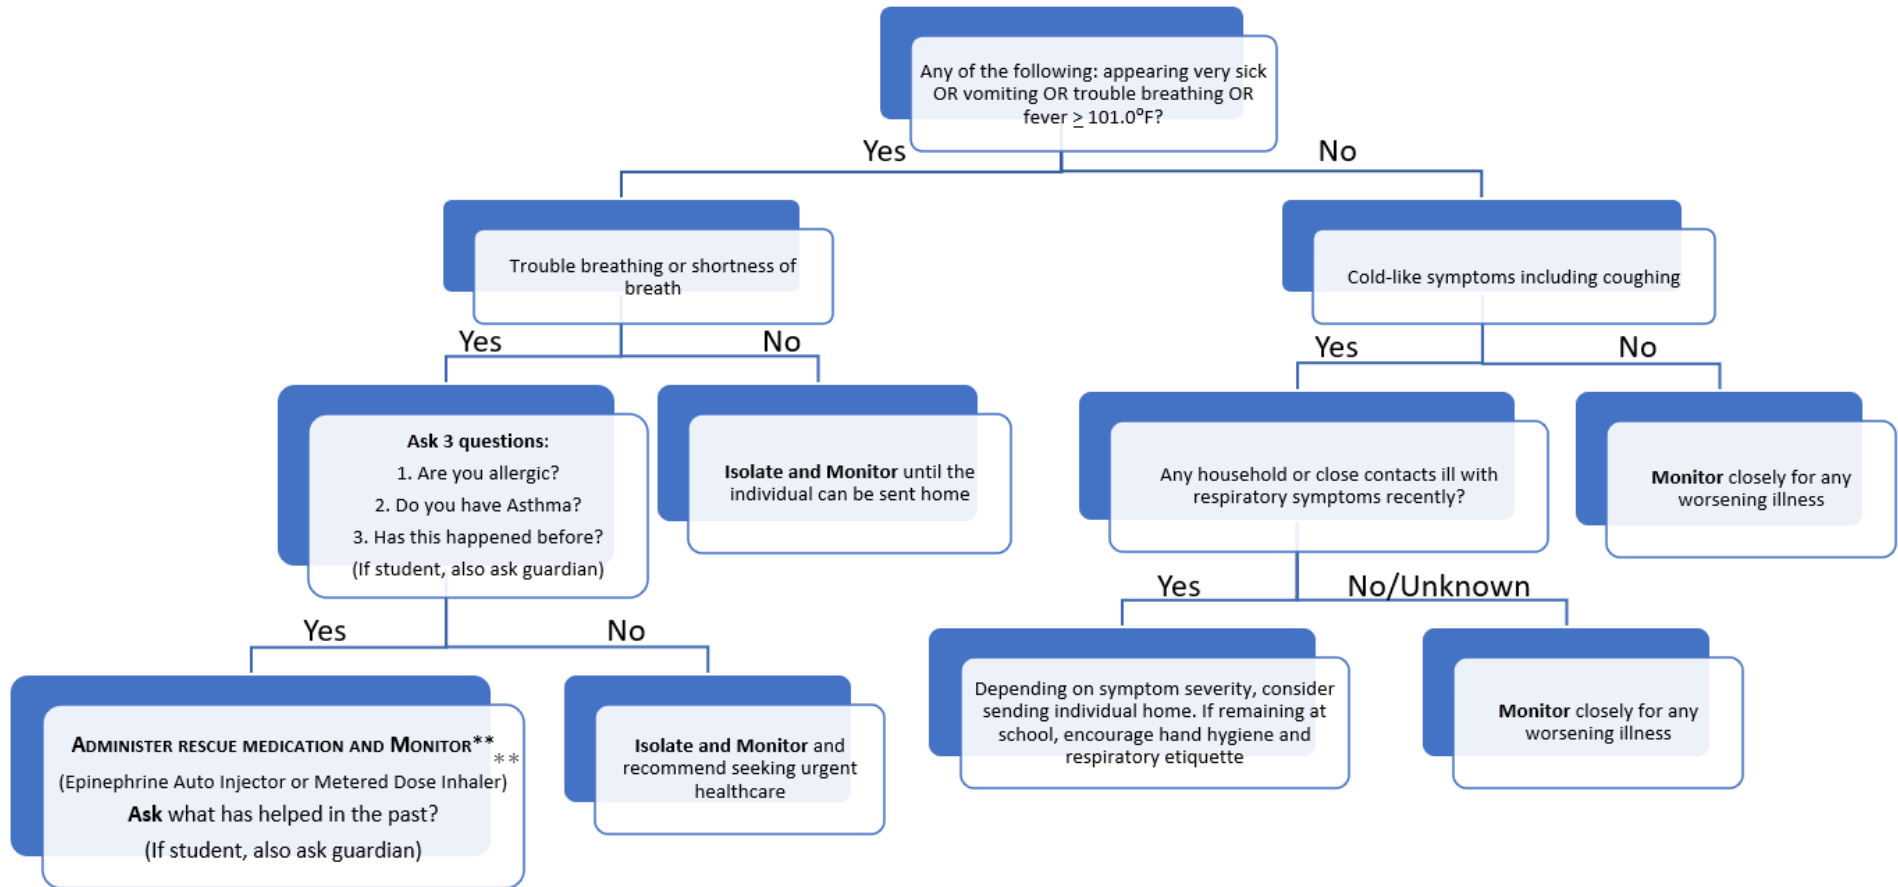 Any of the following: appearing very sick
OR vomiting OR trouble breathing OR
fever ≥ 101.0°F?
Yes
No
Trouble breathing or shortness of
breath
Cold-like symptoms including coughing
Yes
No
Yes
No
Ask 3 questions:
1. Are you allergic?
2. Do you have Asthma?
3. Has this happened before?
(If student, also ask guardian)
Isolate and Monitor until the
individual can be sent home
Any household or close contacts ill with
respiratory symptoms recently?
Monitor closely for any
worsening illness
Yes
No
Yes
No/Unknown
ADMINISTER RESCUE MEDICATION AND MONITOR**
**
(Epinephrine Auto Injector or Metered Dose Inhaler)
Ask what has helped in the past?
(If student, also ask guardian)
Isolate and Monitor and
recommend seeking urgent
healthcare
Depending on symptom severity, consider
sending individual home. If remaining at
school, encourage hand hygiene and
respiratory etiquette
Monitor closely for any
worsening illness